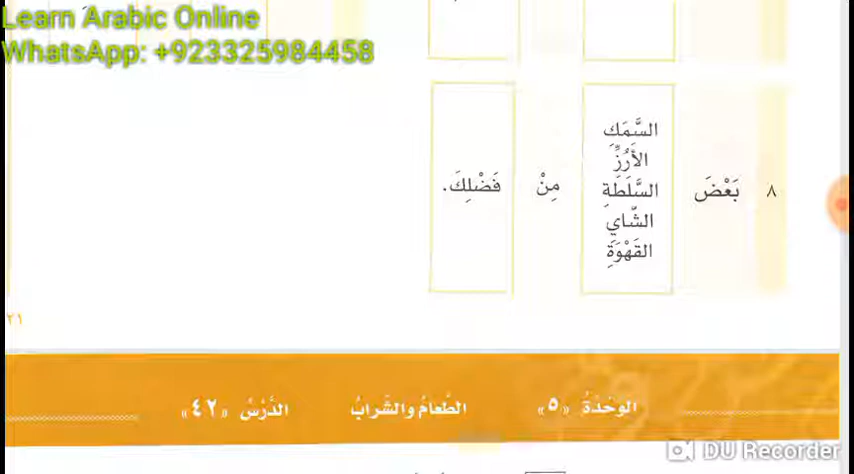 Learn Arabic Online
WhatsApp: +923325984458
السَّمَكِ
الأَرُزِّ
٨ بَعْضَ السَّلَطَةِ مِنْ فَضْلِكَ.
الشَّاي
القَهْوَةِ
٢١
الوَحْدَةُ «٥» الطَّعامُ والشَّرابُ الدَّرْسُ «٤٢»
DU Recorder